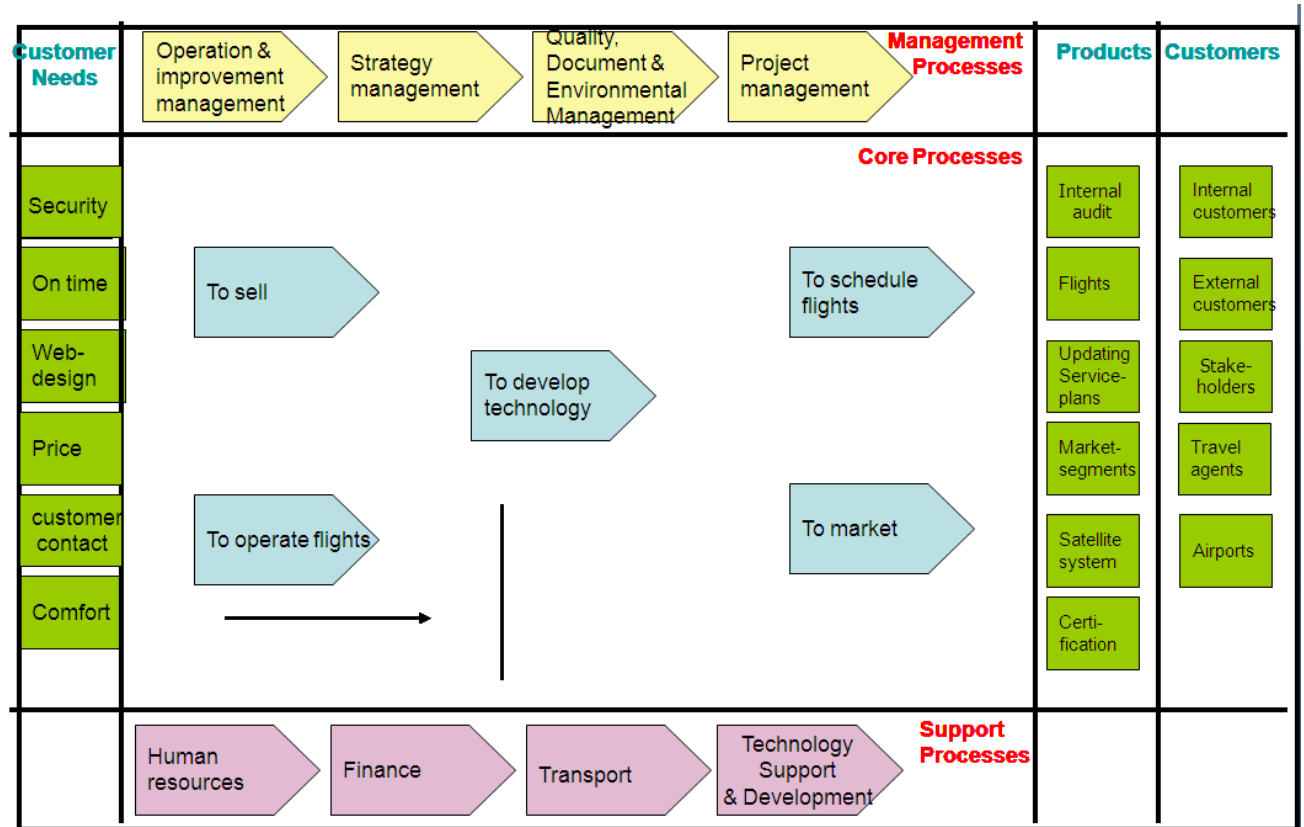 Customer
Needs
Operation &
improvement
management
Strategy
management
Quality,
Document &
Environmental
Management
Project
management
Management
Processes
Products
Customers
Core Processes
Security
On time
Web-
design
Price
customer
contact
Comfort
To sell
To operate flights
To develop
technology
To schedule
flights
To market
Internal
audit
Flights
Updating
Service-
plans
Market-
segments
Satellite
system
Certi-
fication
Internal
customers
External
customers
Stake-
holders
Travel
agents
Airports
Human
resources
Finance
Transport
Technology
Support
& Development
Support
Processes